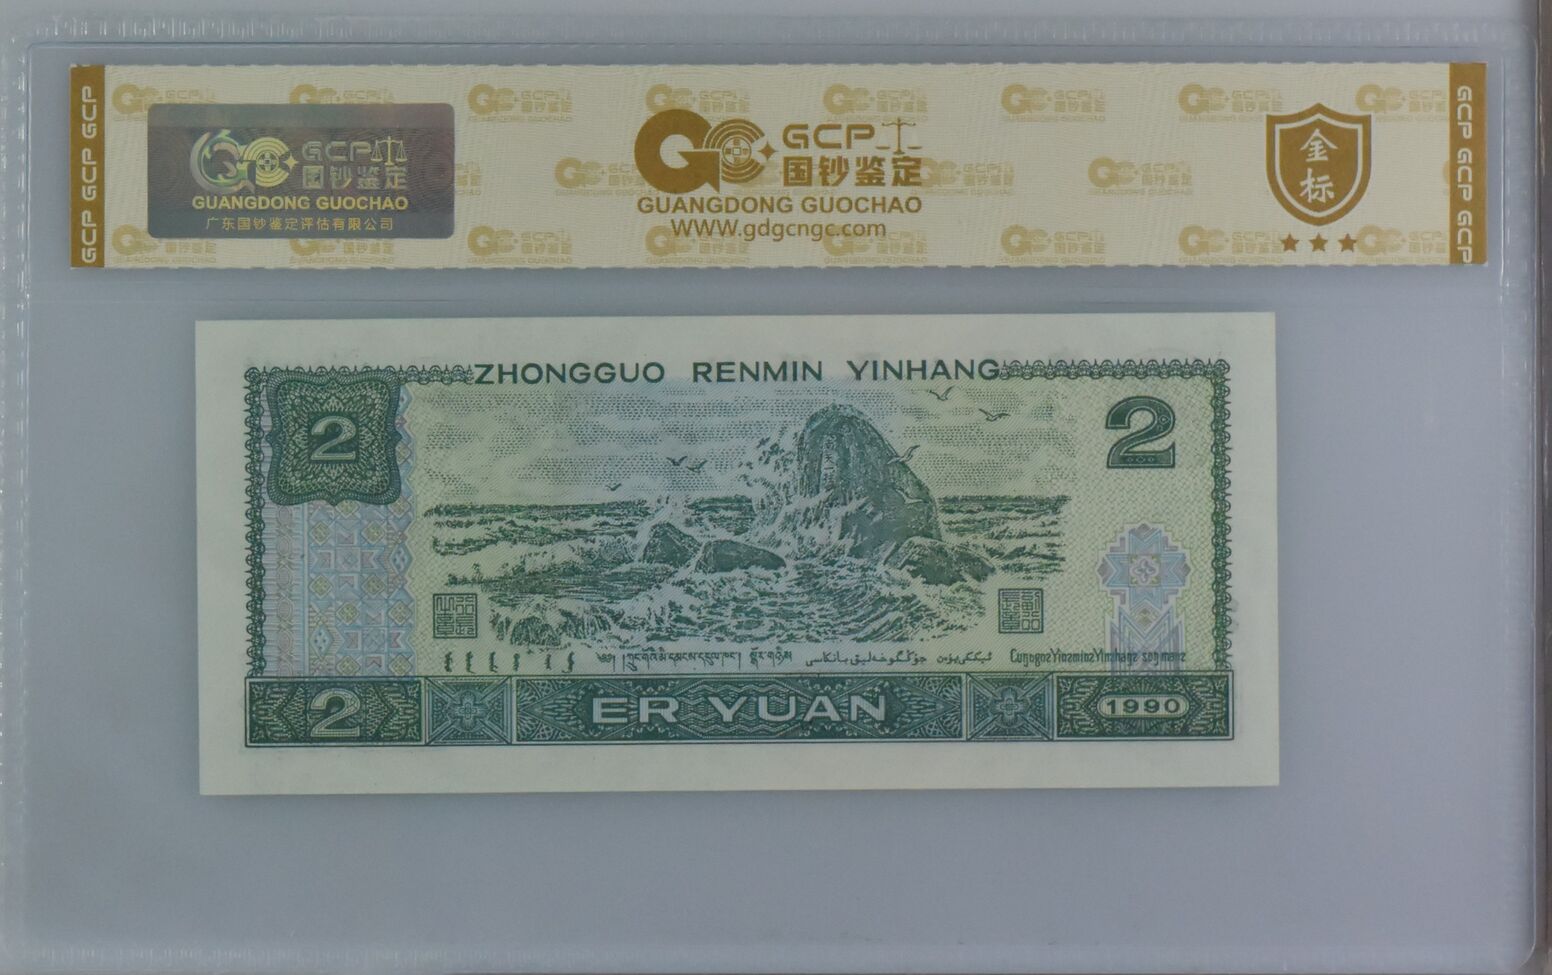 GCP GCP GCP
GCP
国钞鉴定
GUANGDONG GUOCHAO
广东国钞鉴定评估有限公司
GCP
国钞鉴定
GUANGDONG GUOCHAO
WWW.gdgcngc.com
金
标
GCP GCP GCP
ZHONGGUO RENMIN YINHANG
2
2
2
ER YUAN
1990